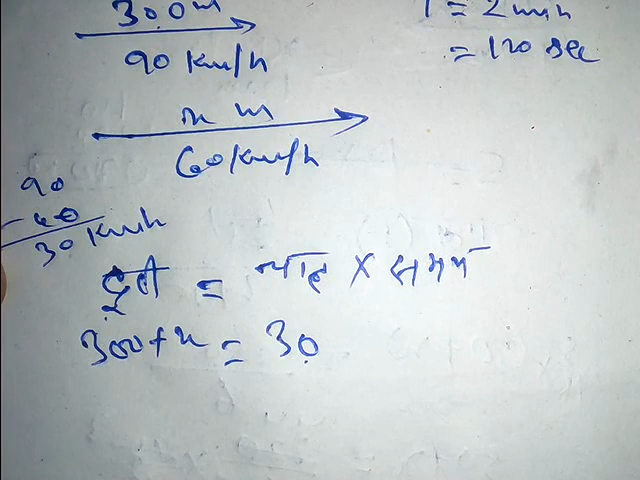 300m
T = 2 min
90 Km/h
= 120 sec
x m
60 Km/h
90
- 60
30 Km/h
दूरी = चाल × समय
300 + x = 30